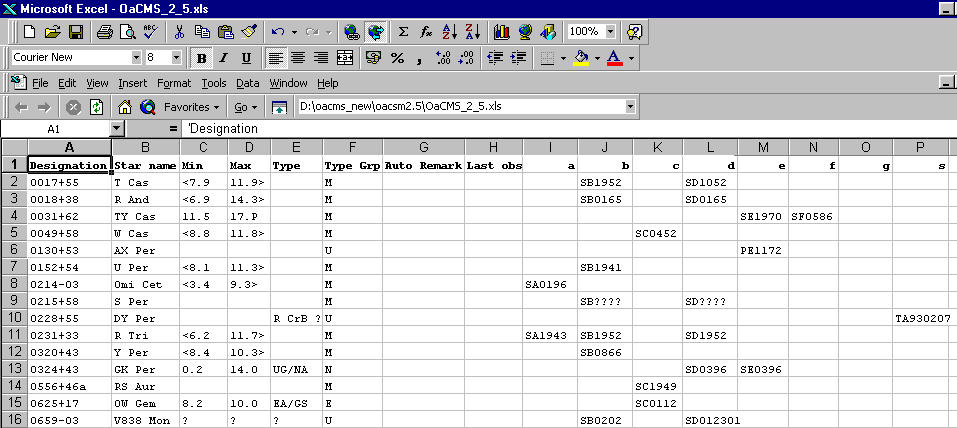 Microsoft Excel - OaCMS_2_5.xls
100%
Courier New 8 B I U $ % ,
File Edit View Insert Format Tools Data Window Help
Favorites Go D:\oacms_new\oacsm2.5\OaCMS_2_5.xls
A1 = 'Designation
A B C D E F G H I J K L M N O P
1 Designation Star name Min Max Type Type Grp Auto Remark Last obs a b c d e f g s
2 0017+55 T Cas <7.9 11.9> M SB1952 SD1052
3 0018+38 R And <6.9 14.3> M SB0165 SD0165
4 0031+62 TY Cas 11.5 17.P M SE1970 SF0586
5 0049+58 W Cas <8.8 11.8> M SC0452
6 0130+53 AX Per U PE1172
7 0152+54 U Per <8.1 11.3> M SB1941
8 0214-03 Omi Cet <3.4 9.3> M SA0196
9 0215+58 S Per M SB???? SD????
10 0228+55 DY Per R CrB ? U TA930207
11 0231+33 R Tri <6.2 11.7> M SA1943 SB1952 SD1952
12 0320+43 Y Per <8.4 10.3> M SB0866
13 0324+43 GK Per 0.2 14.0 UG/NA N SD0396 SE0396
14 0556+46a RS Aur M SC1949
15 0625+17 OW Gem 8.2 10.0 EA/GS E SC0112
16 0659-03 V838 Mon ? ? ? U SB0202 SD012301